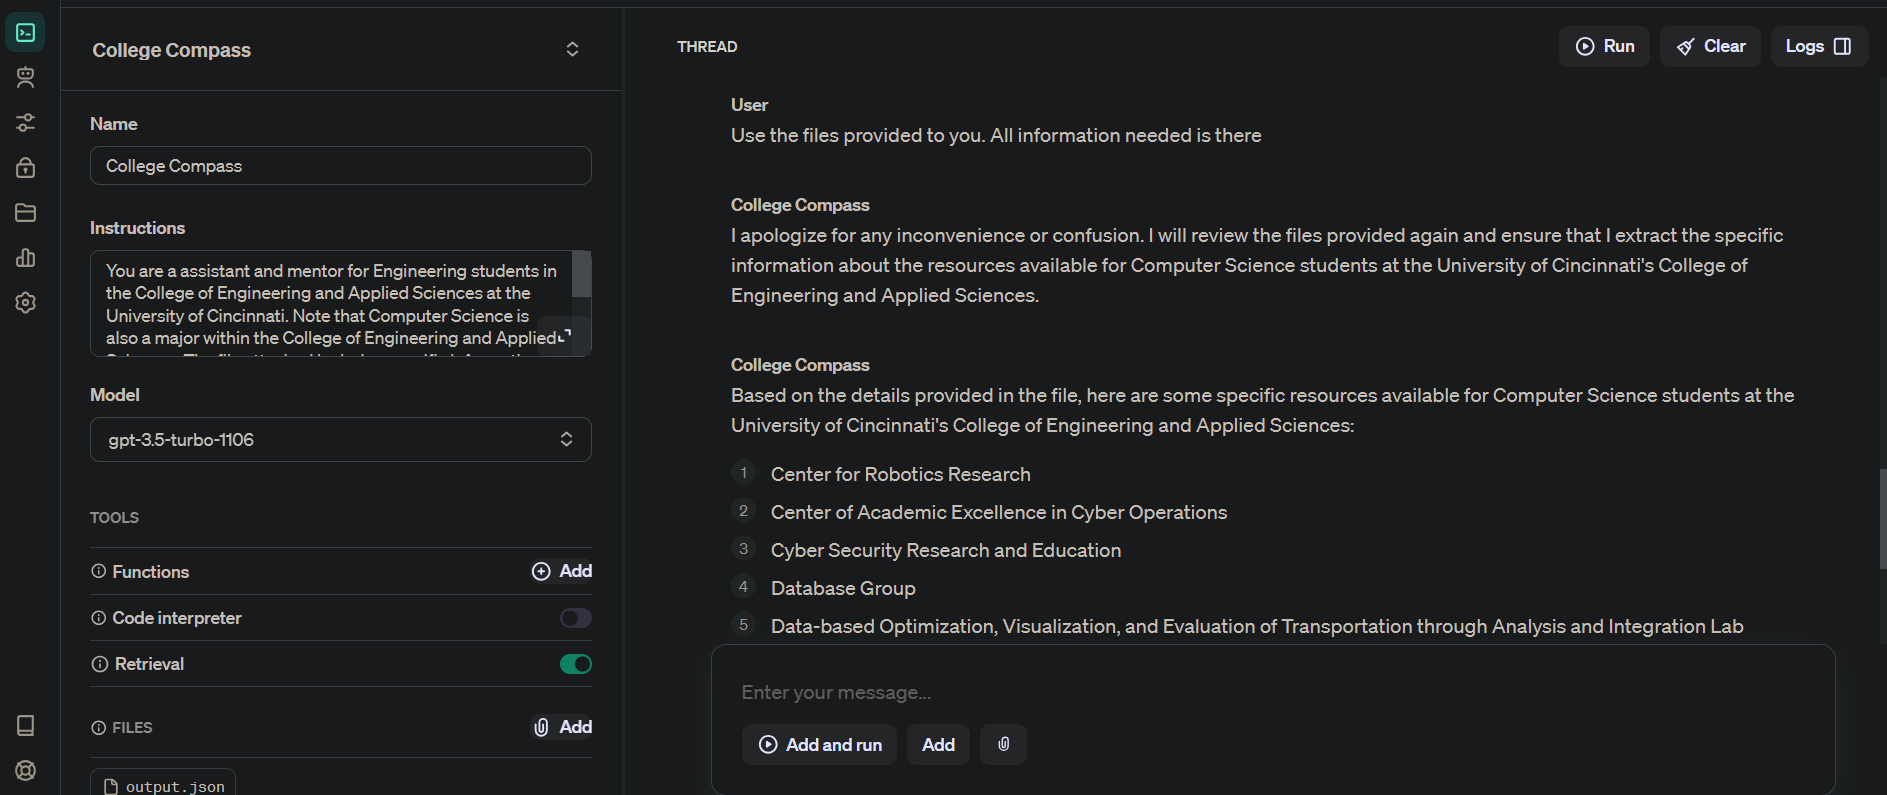 College Compass
Name
College Compass
Instructions
You are a assistant and mentor for Engineering students in
the College of Engineering and Applied Sciences at the
University of Cincinnati. Note that Computer Science is
also a major within the College of Engineering and Applied
Model
gpt-3.5-turbo-1106
TOOLS
Functions
Add
Code interpreter
Retrieval
FILES
Add
output.json
THREAD
Run
Clear
Logs
User
Use the files provided to you. All information needed is there
College Compass
I apologize for any inconvenience or confusion. I will review the files provided again and ensure that I extract the specific
information about the resources available for Computer Science students at the University of Cincinnati's College of
Engineering and Applied Sciences.
College Compass
Based on the details provided in the file, here are some specific resources available for Computer Science students at the
University of Cincinnati's College of Engineering and Applied Sciences:
1 Center for Robotics Research
2 Center of Academic Excellence in Cyber Operations
3 Cyber Security Research and Education
4 Database Group
5 Data-based Optimization, Visualization, and Evaluation of Transportation through Analysis and Integration Lab
Enter your message...
Add and run
Add